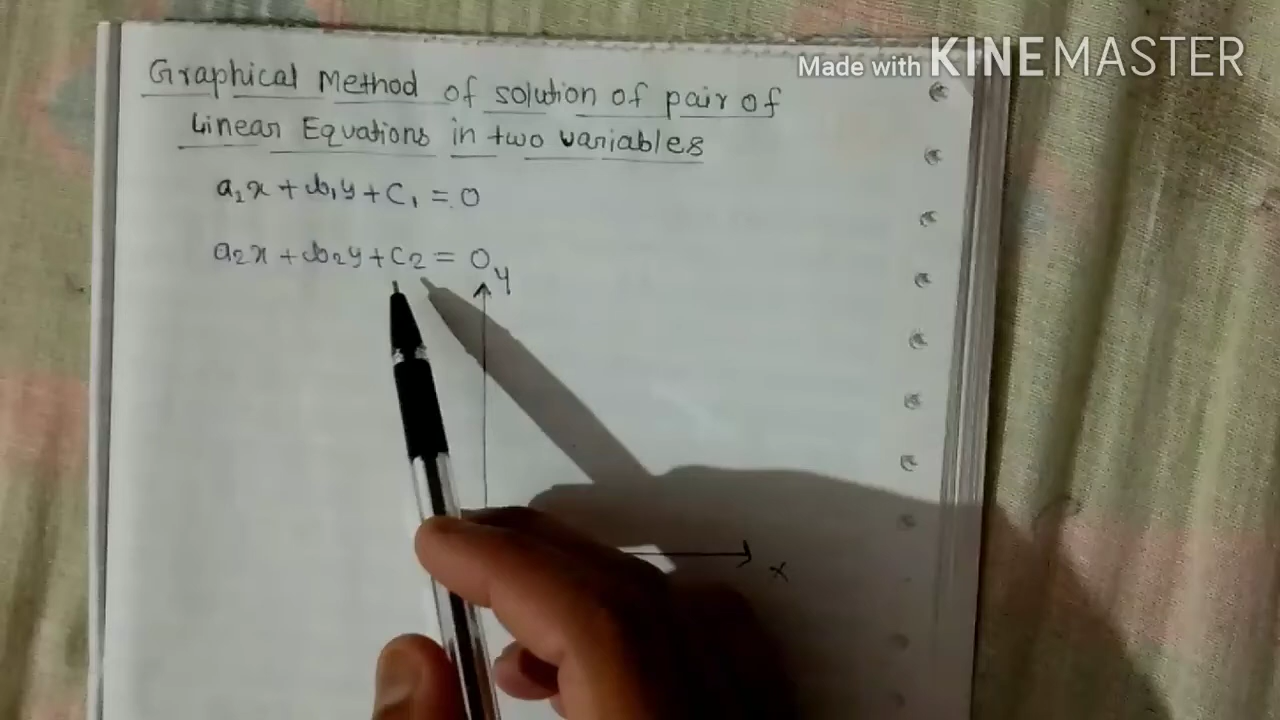 Made with KINEMASTER
Graphical Method of solution of pair of
Linear Equations in two variables
a₁x + b₁y + C₁ = 0
a₂x + b₂y + C₂ = 0
y
x